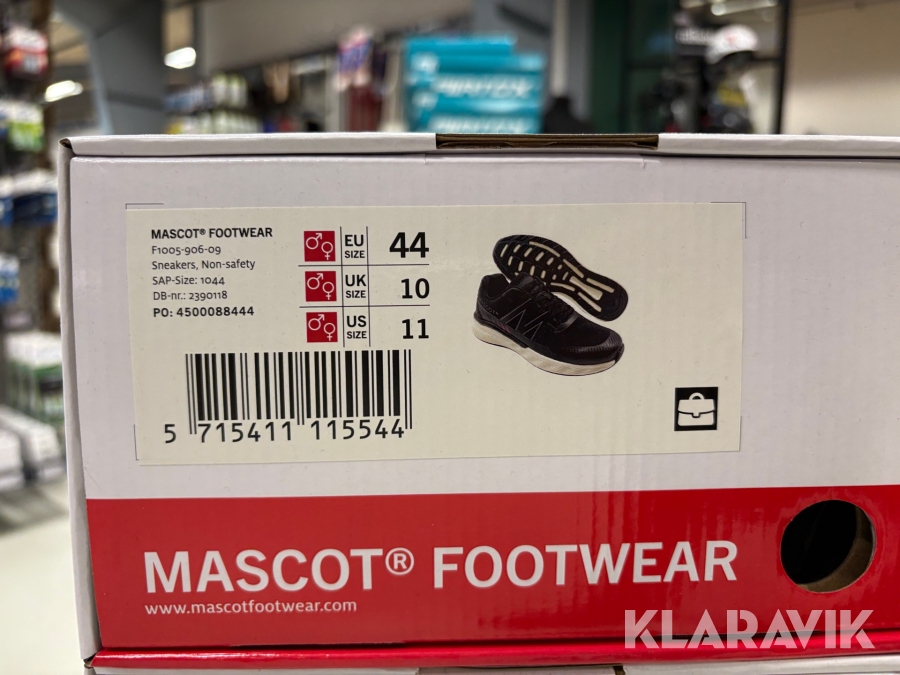 MASCOT® FOOTWEAR
F1005-906-09
Sneakers, Non-safety
SAP-Size: 1044
DB-nr.: 2390118
PO: 4500088444
EU SIZE 44
UK SIZE 10
US SIZE 11
5 715411 115544
MASCOT® FOOTWEAR
www.mascotfootwear.com
KLARAVIK